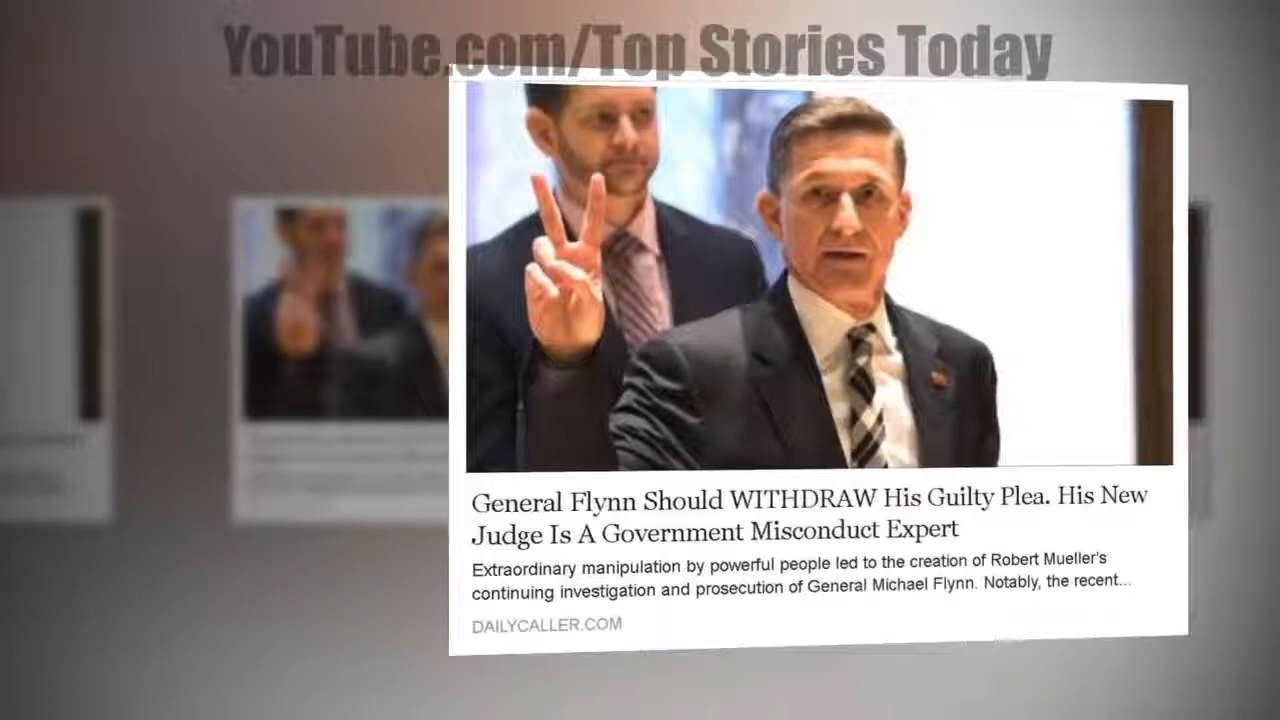 YouTube.com/Top Stories Today
General Flynn Should WITHDRAW His Guilty Plea. His New
Judge Is A Government Misconduct Expert
Extraordinary manipulation by powerful people led to the creation of Robert Mueller's
continuing investigation and prosecution of General Michael Flynn. Notably, the recent...
DAILYCALLER.COM